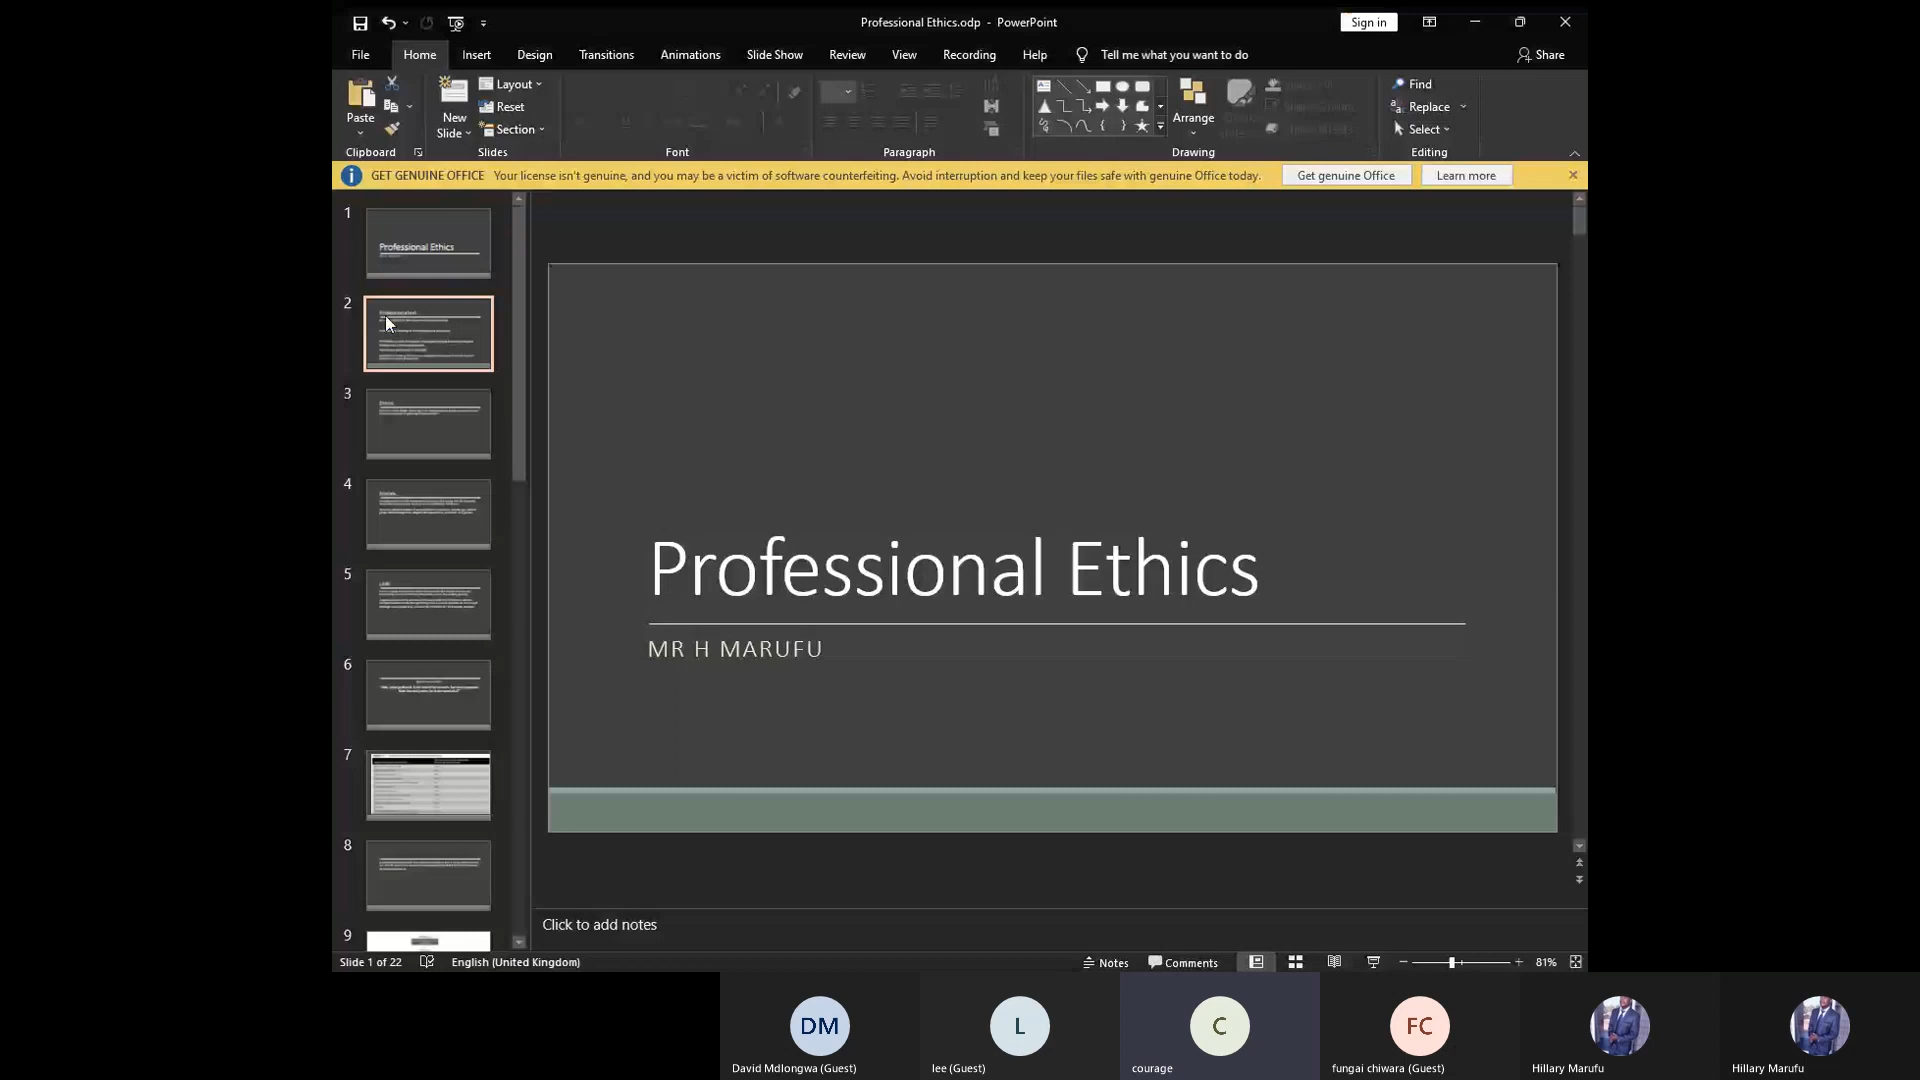 Professional Ethics.odp - PowerPoint
Sign in
File Home Insert Design Transitions Animations Slide Show Review View Recording Help Tell me what you want to do Share
Paste
New Slide
Layout
Reset
Section
Arrange
Find
Replace
Select
Clipboard Slides Font Paragraph Drawing Editing
GET GENUINE OFFICE Your license isn't genuine, and you may be a victim of software counterfeiting. Avoid interruption and keep your files safe with genuine Office today. Get genuine Office Learn more
1
Professional Ethics
2
3
4
5
6
7
8
9
Professional Ethics
MR H MARUFU
Click to add notes
Slide 1 of 22 English (United Kingdom) Notes Comments 81%
DM L C FC
David Mdlongwa (Guest) lee (Guest) courage fungai chiwara (Guest) Hillary Marufu Hillary Marufu